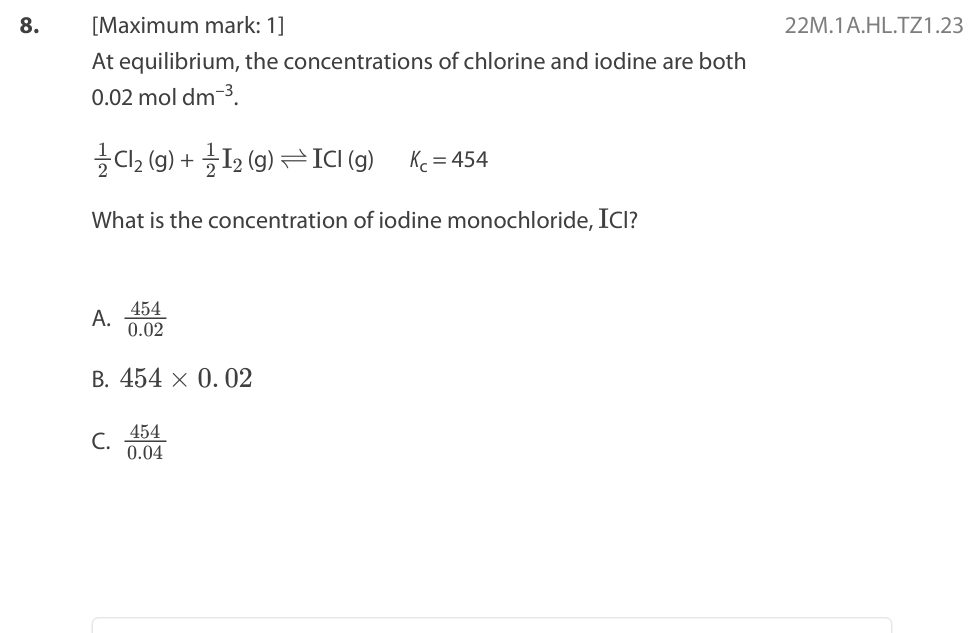 8. [Maximum mark: 1] 22M.1A.HL.TZ1.23
At equilibrium, the concentrations of chlorine and iodine are both
0.02 mol dm⁻³.
½Cl₂ (g) + ½I₂ (g) ⇌ ICl (g) K꜀ = 454
What is the concentration of iodine monochloride, ICl?
A. 454/0.02
B. 454 × 0.02
C. 454/0.04